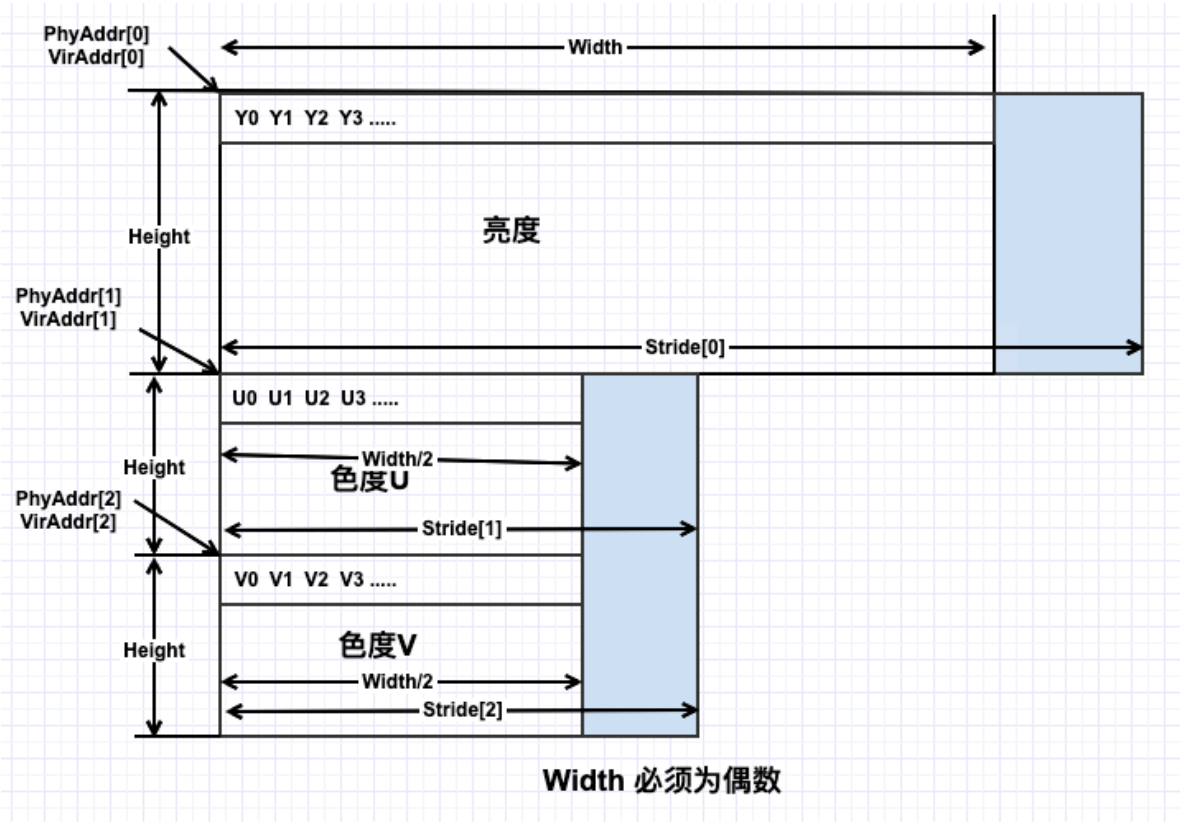 PhyAddr[0]
VirAddr[0]
Width
Y0 Y1 Y2 Y3 .....
亮度
Height
PhyAddr[1]
VirAddr[1]
Stride[0]
U0 U1 U2 U3 .....
Width/2
色度U
Height
PhyAddr[2]
VirAddr[2]
Stride[1]
V0 V1 V2 V3 .....
色度V
Height
Width/2
Stride[2]
Width 必须为偶数